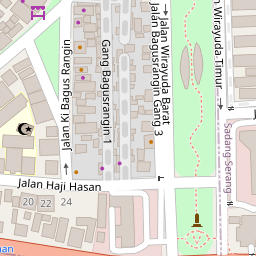 Jalan Ki Bagus Rangin
Gang Bagusrangin 1
Jalan Bagusrangin Gang 3
Jalan Wirayuda Barat
Jalan Wirayuda Timur
Sadang Serang
Jalan Haji Hasan
20
22
24